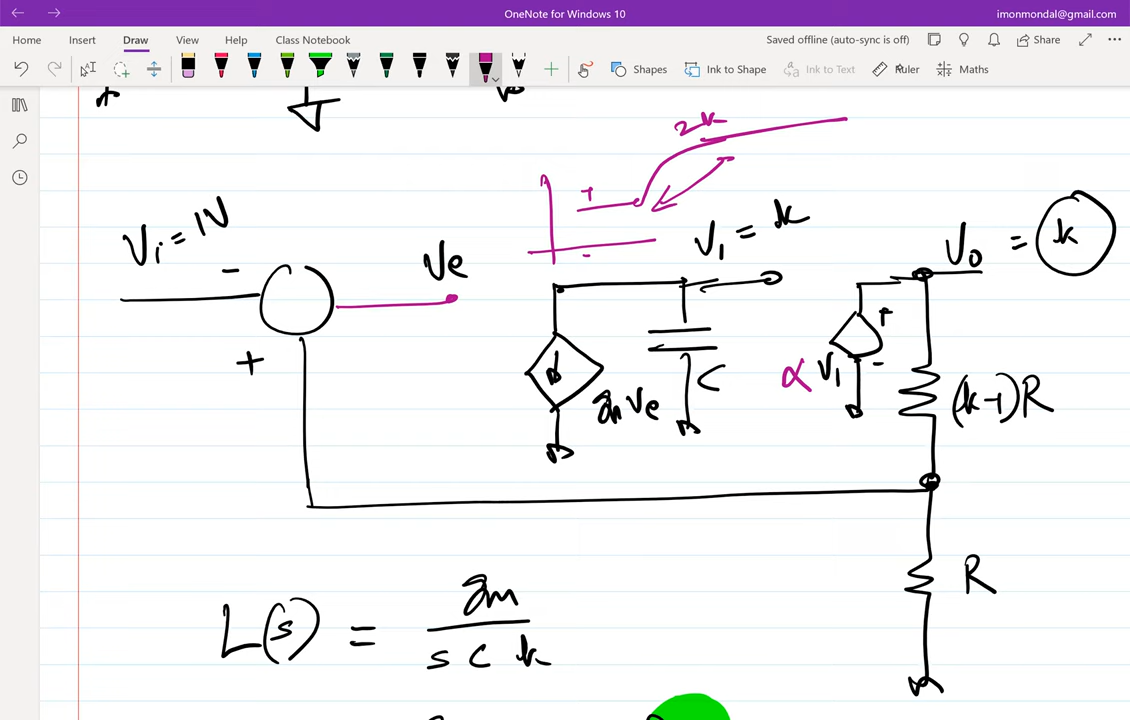 OneNote for Windows 10
imonmondal@gmail.com
Home Insert Draw View Help Class Notebook
Saved offline (auto-sync is off) Share
Shapes Ink to Shape Ink to Text Ruler Maths
2k
+
-
Vi = 1V
-
Ve
V1 = k
V0 = k
+
gm Ve
C
α V1
+
-
(k-1)R
R
L(s) = gm / s C k